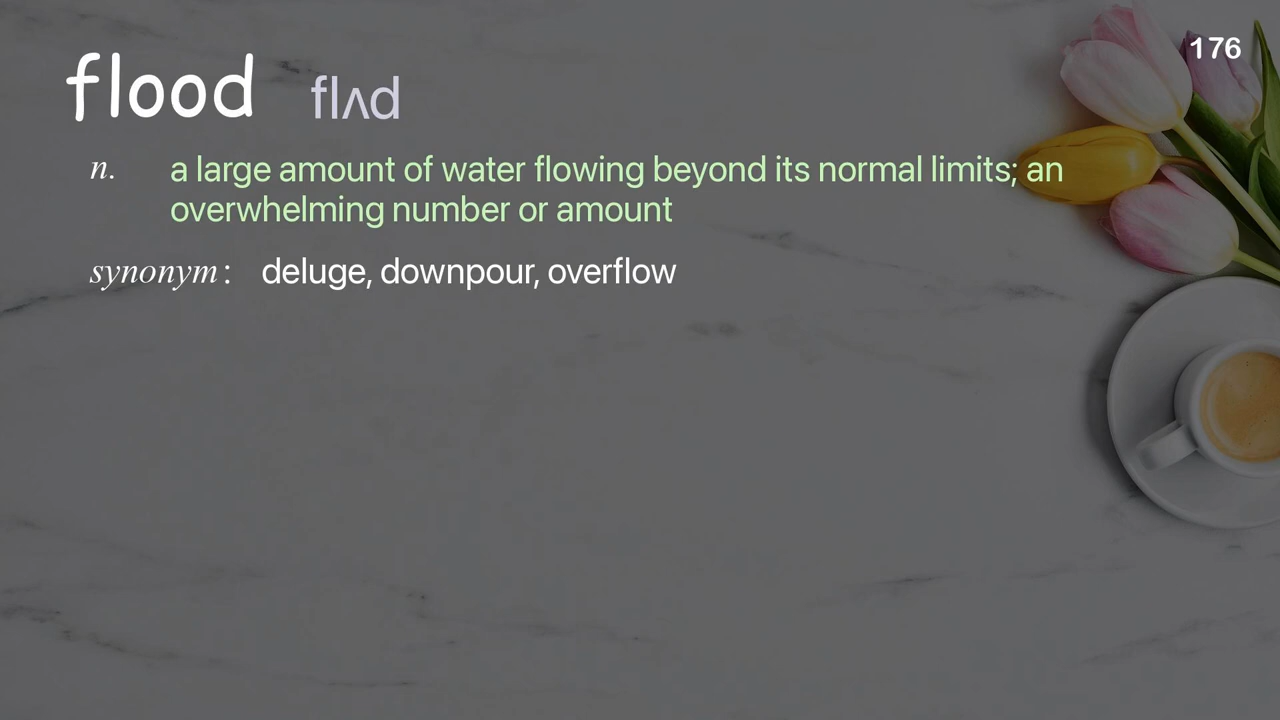 176
flood flʌd
n. a large amount of water flowing beyond its normal limits; an
overwhelming number or amount
synonym: deluge, downpour, overflow